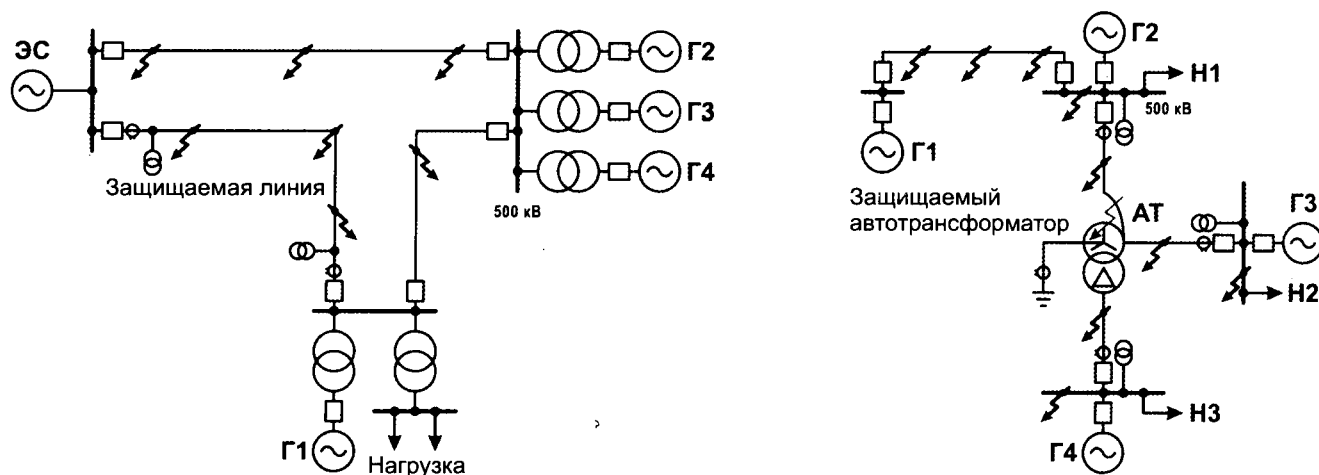 ЭС
Г2
Г3
Г4
500 кВ
Защищаемая линия
Г1
Нагрузка
Г2
Н1
500 кВ
Г1
Защищаемый
автотрансформатор
АТ
Г3
Н2
Н3
Г4